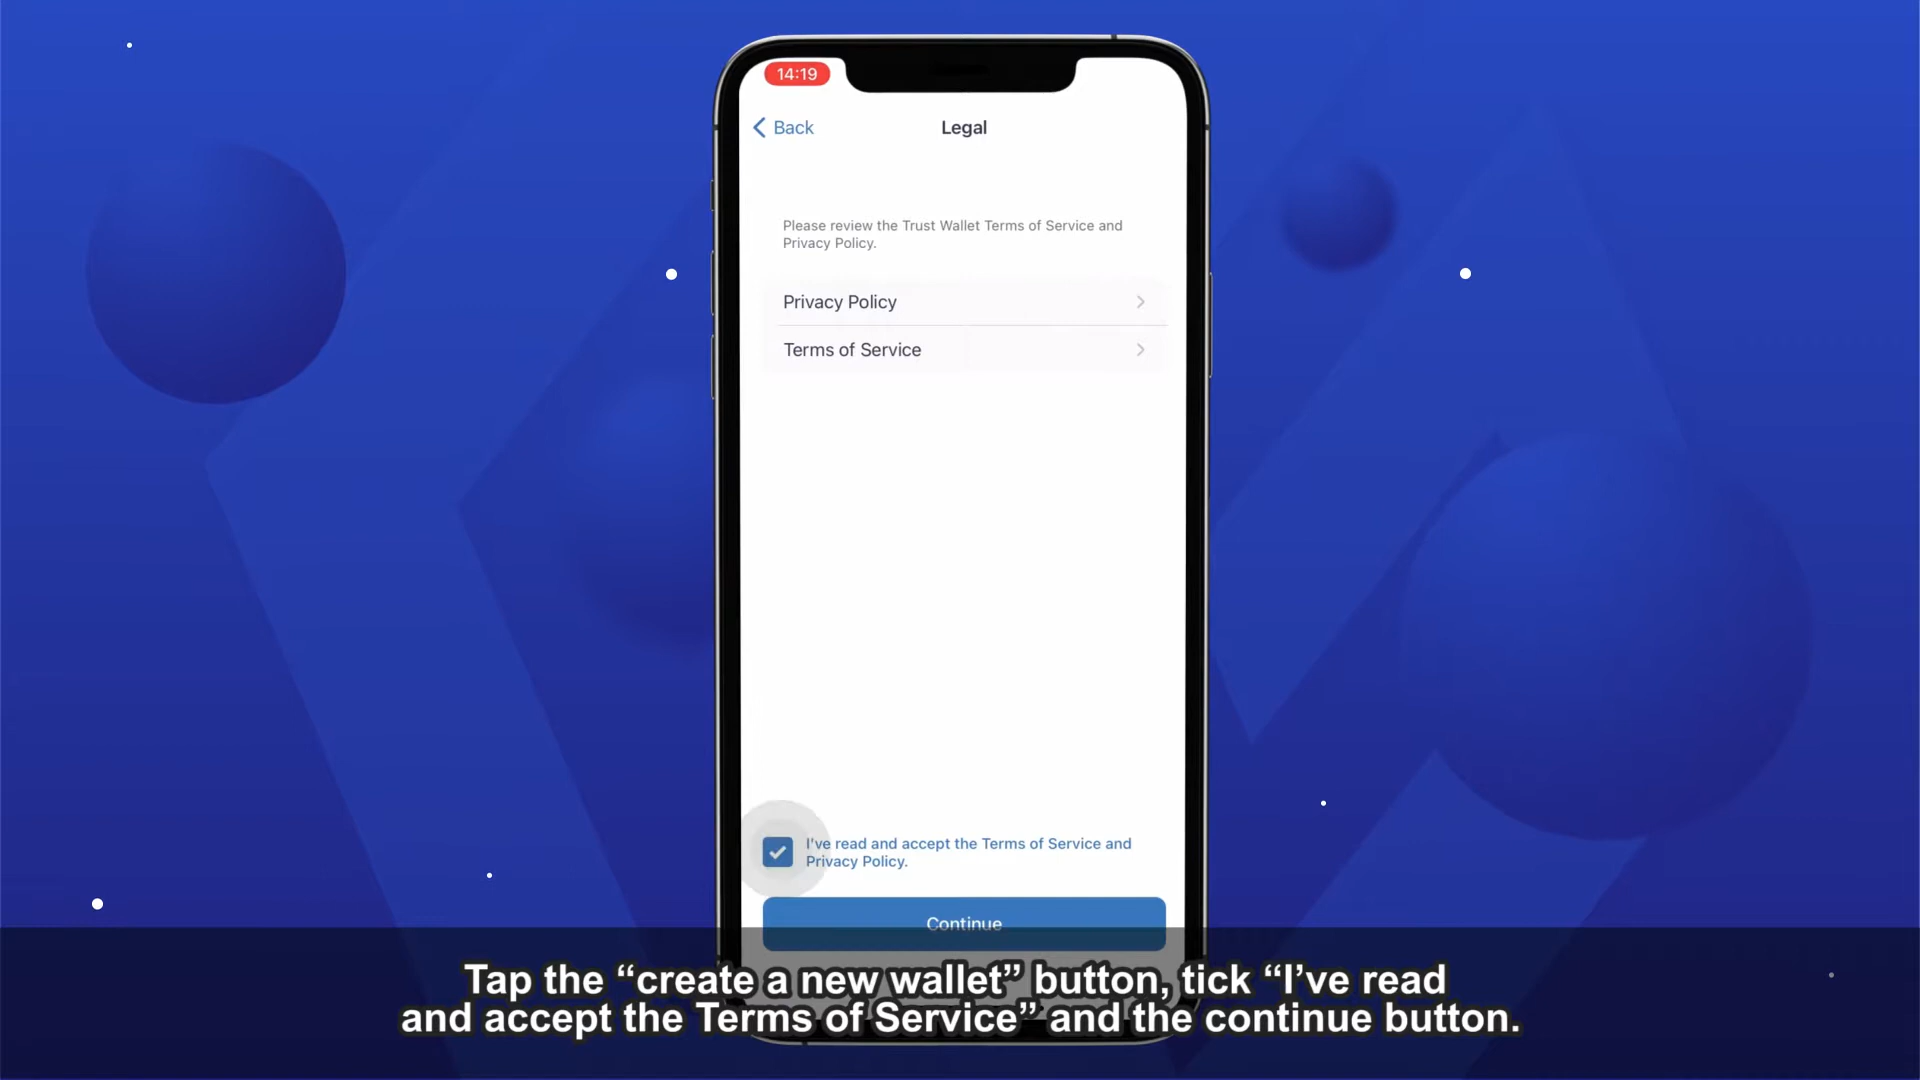 14:19
Back
Legal
Please review the Trust Wallet Terms of Service and
Privacy Policy.
Privacy Policy
Terms of Service
I've read and accept the Terms of Service and
Privacy Policy.
Continue
Tap the “create a new wallet” button, tick “I’ve read
and accept the Terms of Service” and the continue button.